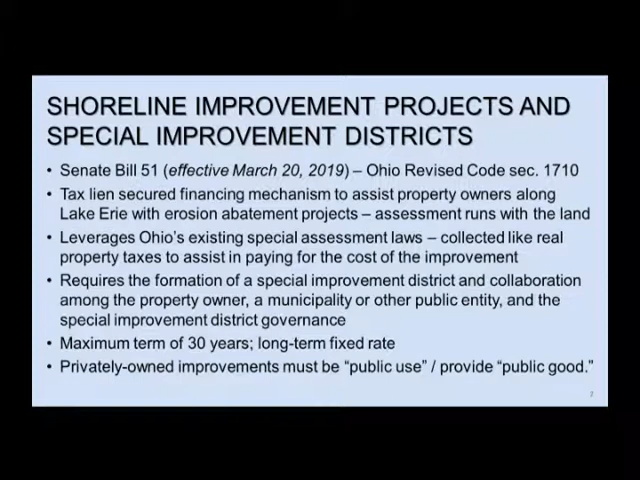 SHORELINE IMPROVEMENT PROJECTS AND
SPECIAL IMPROVEMENT DISTRICTS
• Senate Bill 51 (effective March 20, 2019) – Ohio Revised Code sec. 1710
• Tax lien secured financing mechanism to assist property owners along
Lake Erie with erosion abatement projects – assessment runs with the land
• Leverages Ohio's existing special assessment laws – collected like real
property taxes to assist in paying for the cost of the improvement
• Requires the formation of a special improvement district and collaboration
among the property owner, a municipality or other public entity, and the
special improvement district governance
• Maximum term of 30 years; long-term fixed rate
• Privately-owned improvements must be "public use" / provide "public good."